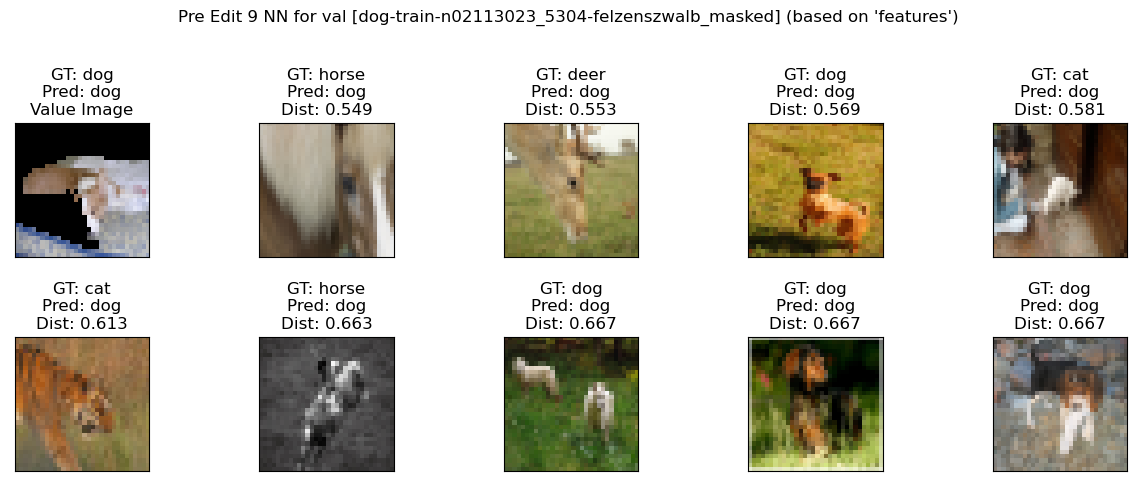 Pre Edit 9 NN for val [dog-train-n02113023_5304-felzenszwalb_masked] (based on 'features')
GT: dog
Pred: dog
Value Image
GT: horse
Pred: dog
Dist: 0.549
GT: deer
Pred: dog
Dist: 0.553
GT: dog
Pred: dog
Dist: 0.569
GT: cat
Pred: dog
Dist: 0.581
GT: cat
Pred: dog
Dist: 0.613
GT: horse
Pred: dog
Dist: 0.663
GT: dog
Pred: dog
Dist: 0.667
GT: dog
Pred: dog
Dist: 0.667
GT: dog
Pred: dog
Dist: 0.667